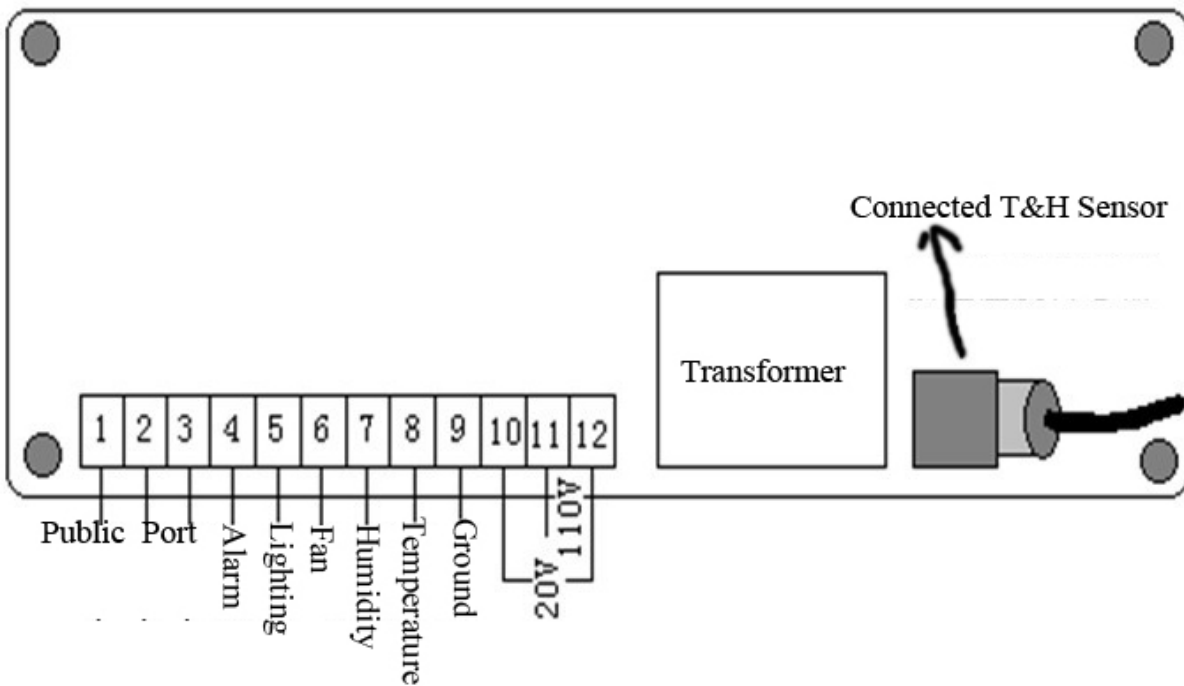 Connected T&H Sensor
Transformer
1 2 3 4 5 6 7 8 9 10 11 12
Public Port Alarm Lighting Fan Humidity Temperature Ground 20V 110V